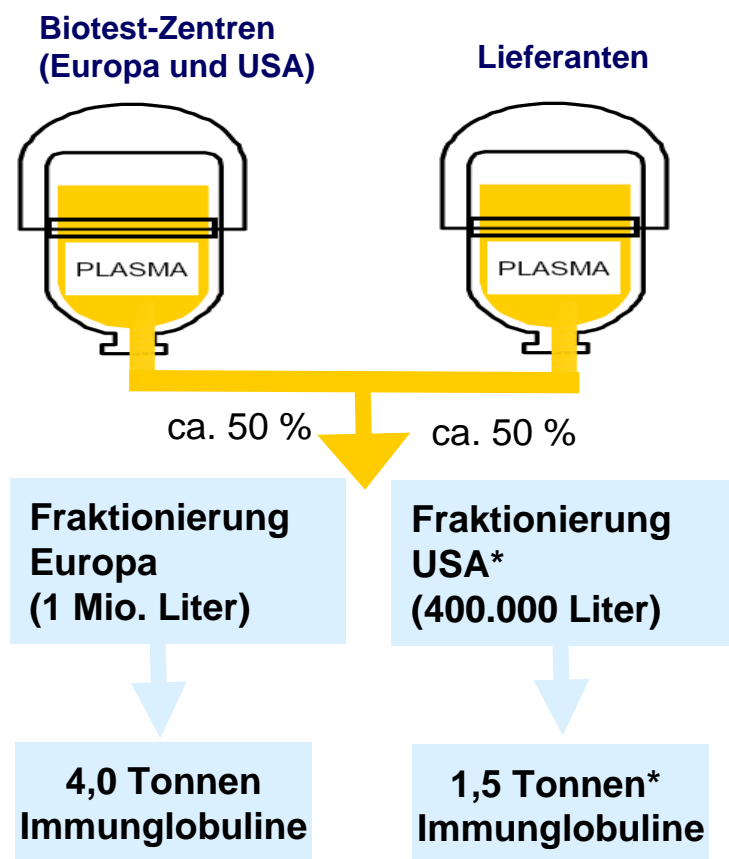 Biotest-Zentren
(Europa und USA)
Lieferanten
PLASMA
PLASMA
ca. 50 %
ca. 50 %
Fraktionierung
Europa
(1 Mio. Liter)
Fraktionierung
USA*
(400.000 Liter)
4,0 Tonnen
Immunglobuline
1,5 Tonnen*
Immunglobuline